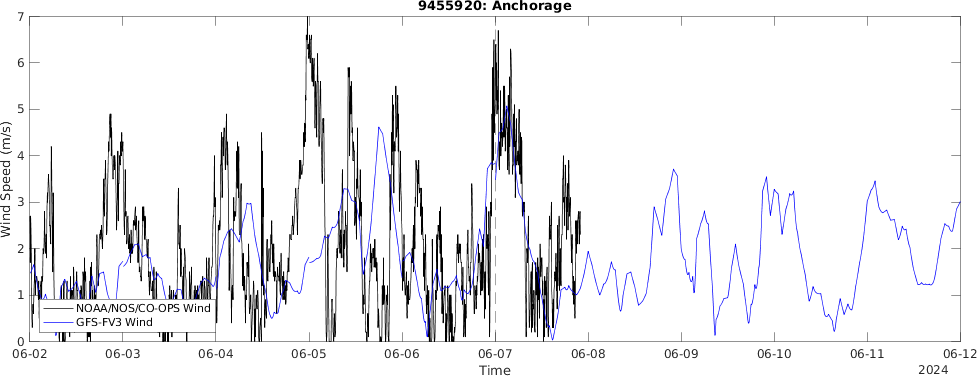 9455920: Anchorage
7
6
5
4
3
2
1
0
Wind Speed (m/s)
NOAA/NOS/CO-OPS Wind
GFS-FV3 Wind
06-02 06-03 06-04 06-05 06-06 06-07 06-08 06-09 06-10 06-11 06-12
Time
2024